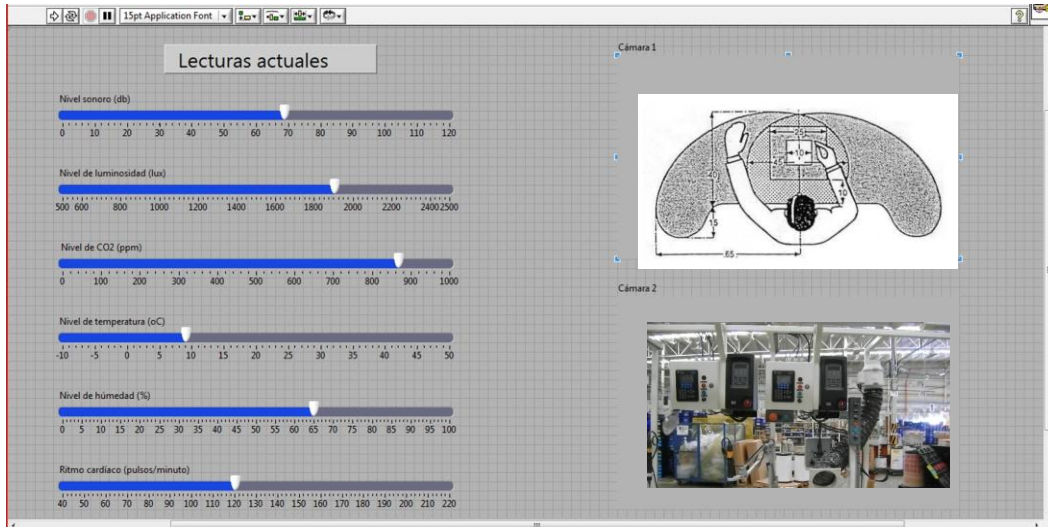 15pt Application Font
?
Lecturas actuales
Nivel sonoro (db)
0 10 20 30 40 50 60 70 80 90 100 110 120
Nivel de luminosidad (lux)
500 600 800 1000 1200 1400 1600 1800 2000 2200 2400 2500
Nivel de CO2 (ppm)
0 100 200 300 400 500 600 700 800 900 1000
Nivel de temperatura (oC)
-10 -5 0 5 10 15 20 25 30 35 40 45 50
Nivel de húmedad (%)
0 5 10 15 20 25 30 35 40 45 50 55 60 65 70 75 80 85 90 95 100
Ritmo cardíaco (pulsos/minuto)
40 50 60 70 80 90 100 110 120 130 140 150 160 170 180 190 200 210 220
Cámara 1
25
10
45
10
15
65
Cámara 2